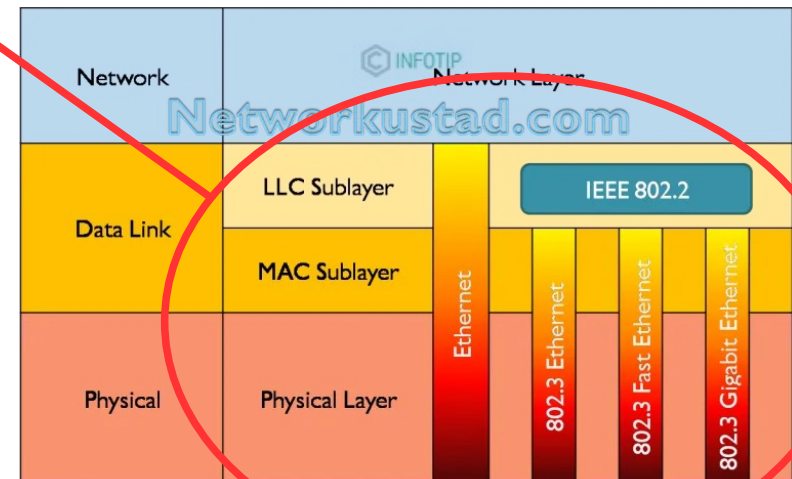 INFOTIP
Network
Network Layer
Networkustad.com
LLC Sublayer
IEEE 802.2
Data Link
MAC Sublayer
Ethernet
802.3 Ethernet
802.3 Fast Ethernet
802.3 Gigabit Ethernet
Physical
Physical Layer